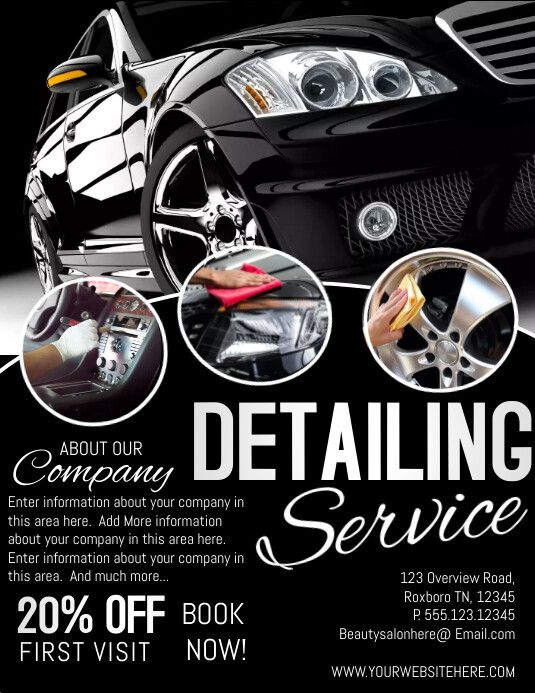 DETAILING
Service
ABOUT OUR
Company
Enter information about your company in
this area here. Add More information
about your company in this area here.
Enter information about your company in
this area. And much more...
20% OFF
FIRST VISIT
BOOK
NOW!
123 Overview Road,
Roxboro TN, 12345
P. 555.123.12345
Beautysalonhere@ Email.com
WWW.YOURWEBSITEHERE.COM